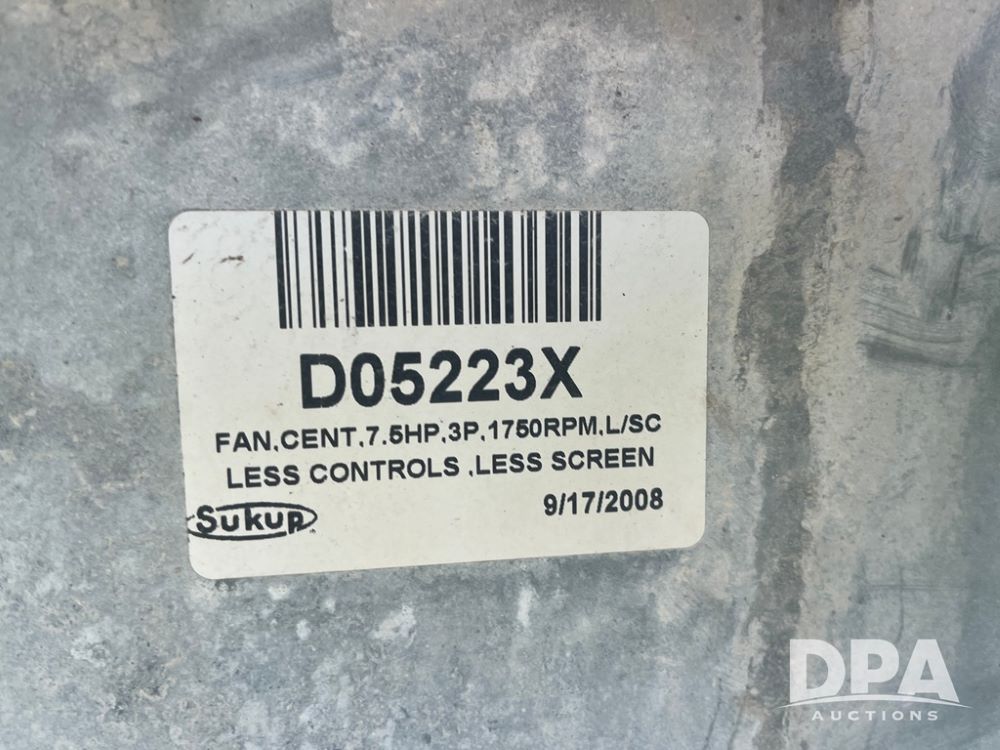 D05223X
FAN,CENT,7.5HP,3P,1750RPM,L/SC
LESS CONTROLS ,LESS SCREEN
Sukup
9/17/2008
DPA
AUCTIONS